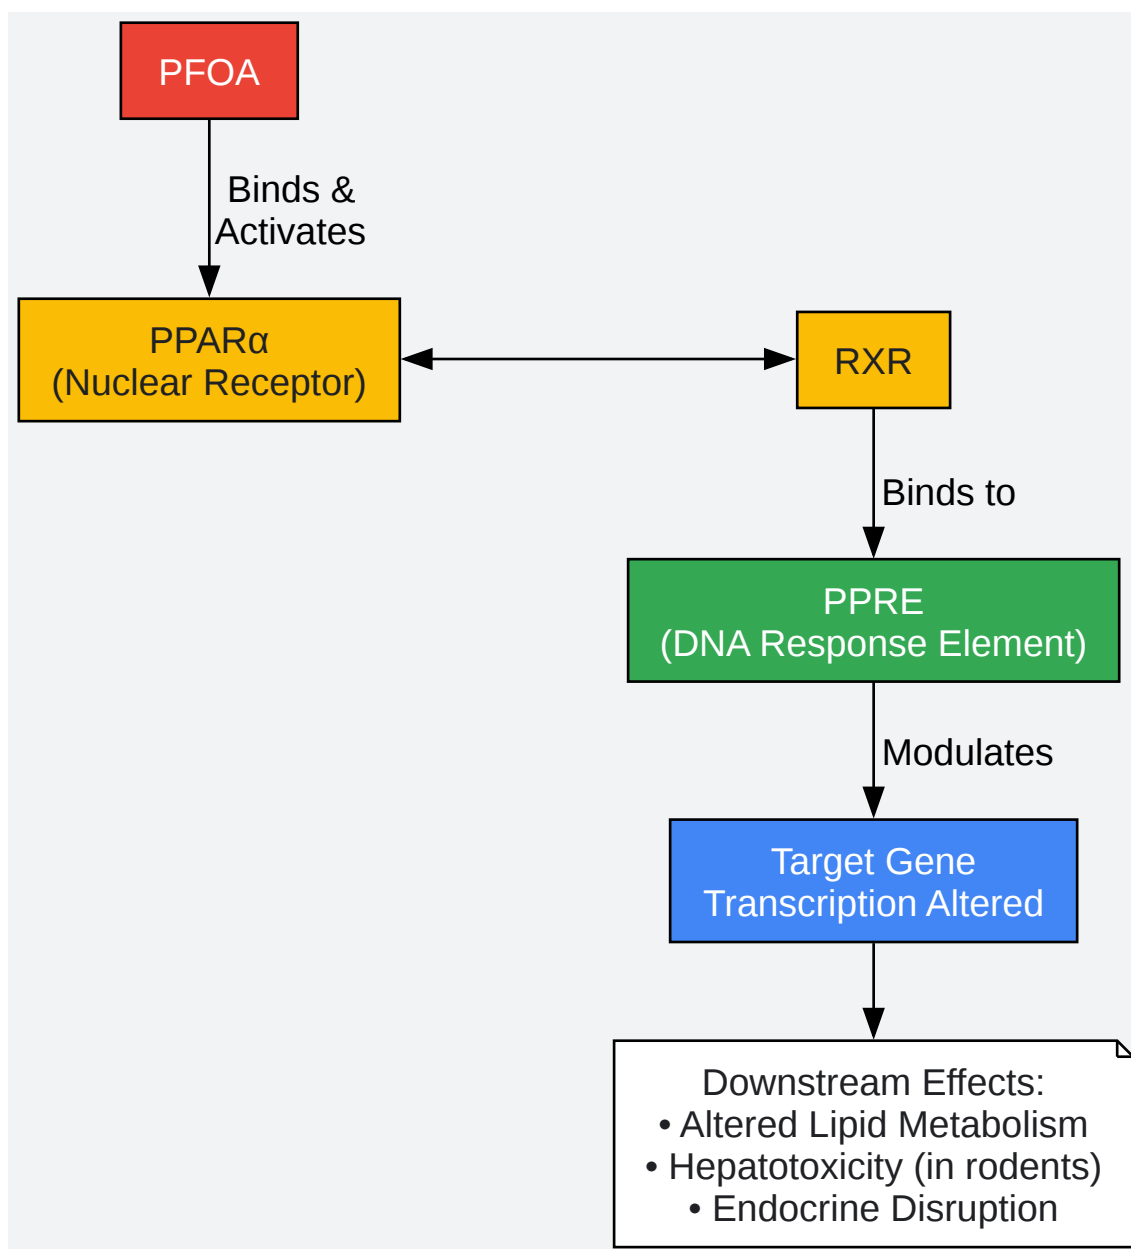 PFOA
Binds &
Activates
PPARα
(Nuclear Receptor)
RXR
Binds to
PPRE
(DNA Response Element)
Modulates
Target Gene
Transcription Altered
Downstream Effects:
• Altered Lipid Metabolism
• Hepatotoxicity (in rodents)
• Endocrine Disruption